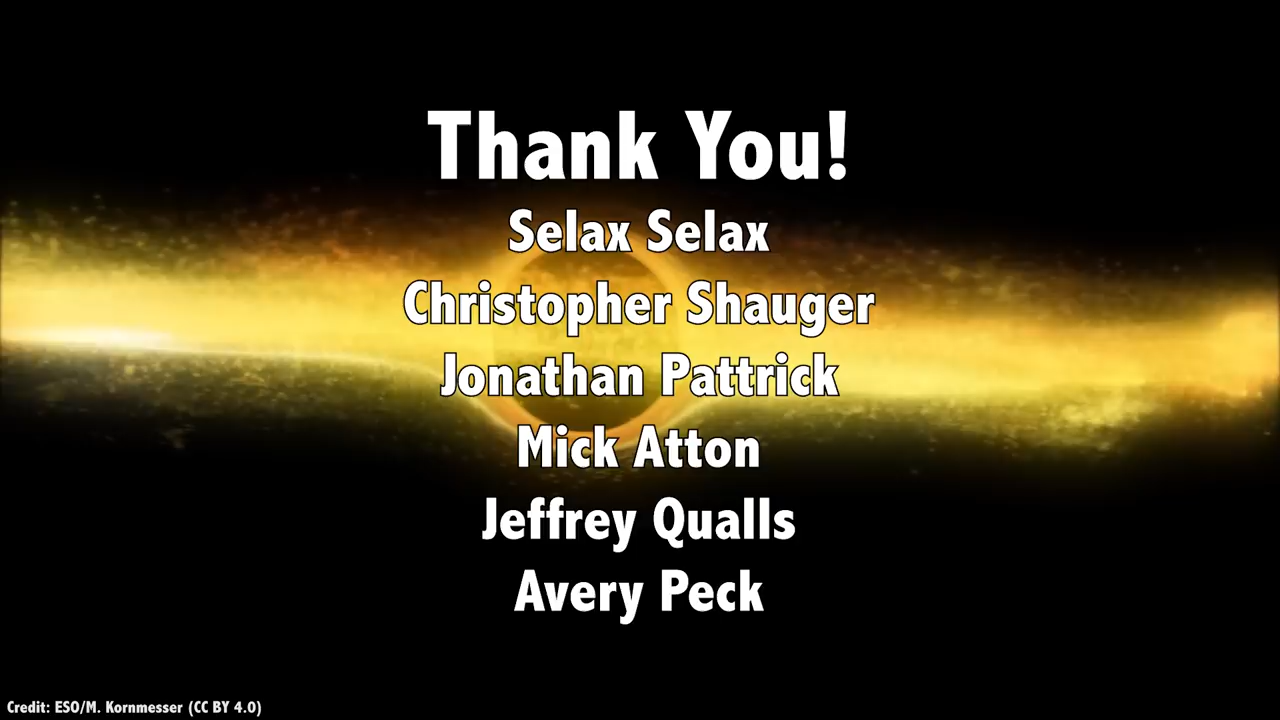 Thank You!
Selax Selax
Christopher Shauger
Jonathan Pattrick
Mick Atton
Jeffrey Qualls
Avery Peck
Credit: ESO/M. Kornmesser (CC BY 4.0)